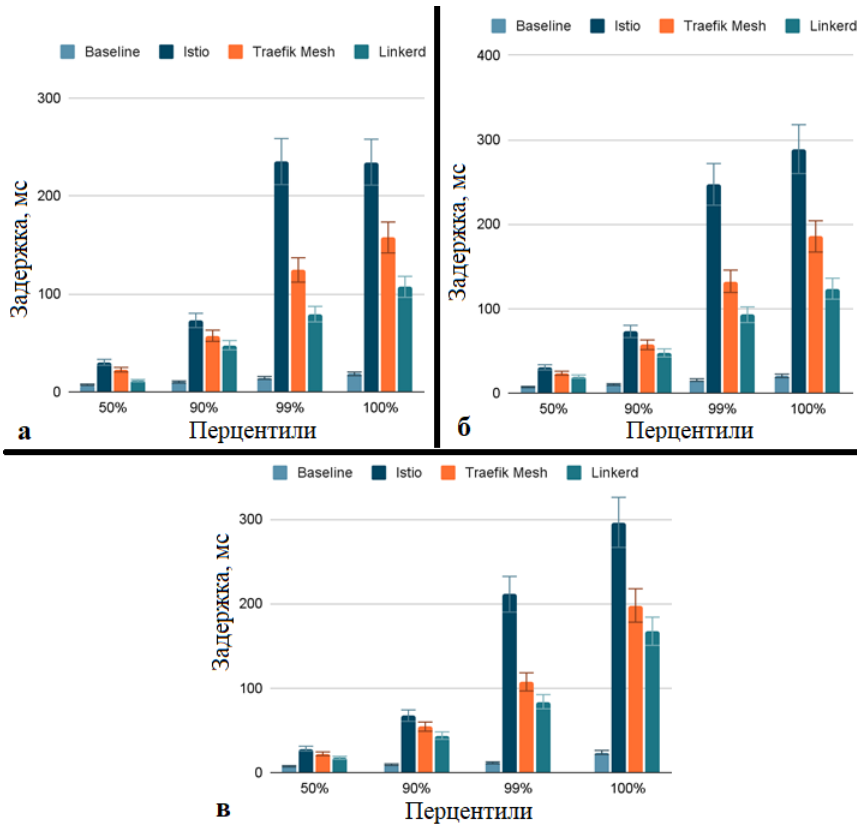 Baseline Istio Traefik Mesh Linkerd
Задержка, мс
300
200
100
0
50% 90% 99% 100%
а Перцентили
Baseline Istio Traefik Mesh Linkerd
Задержка, мс
400
300
200
100
0
50% 90% 99% 100%
б Перцентили
Baseline Istio Traefik Mesh Linkerd
Задержка, мс
300
200
100
0
50% 90% 99% 100%
в Перцентили